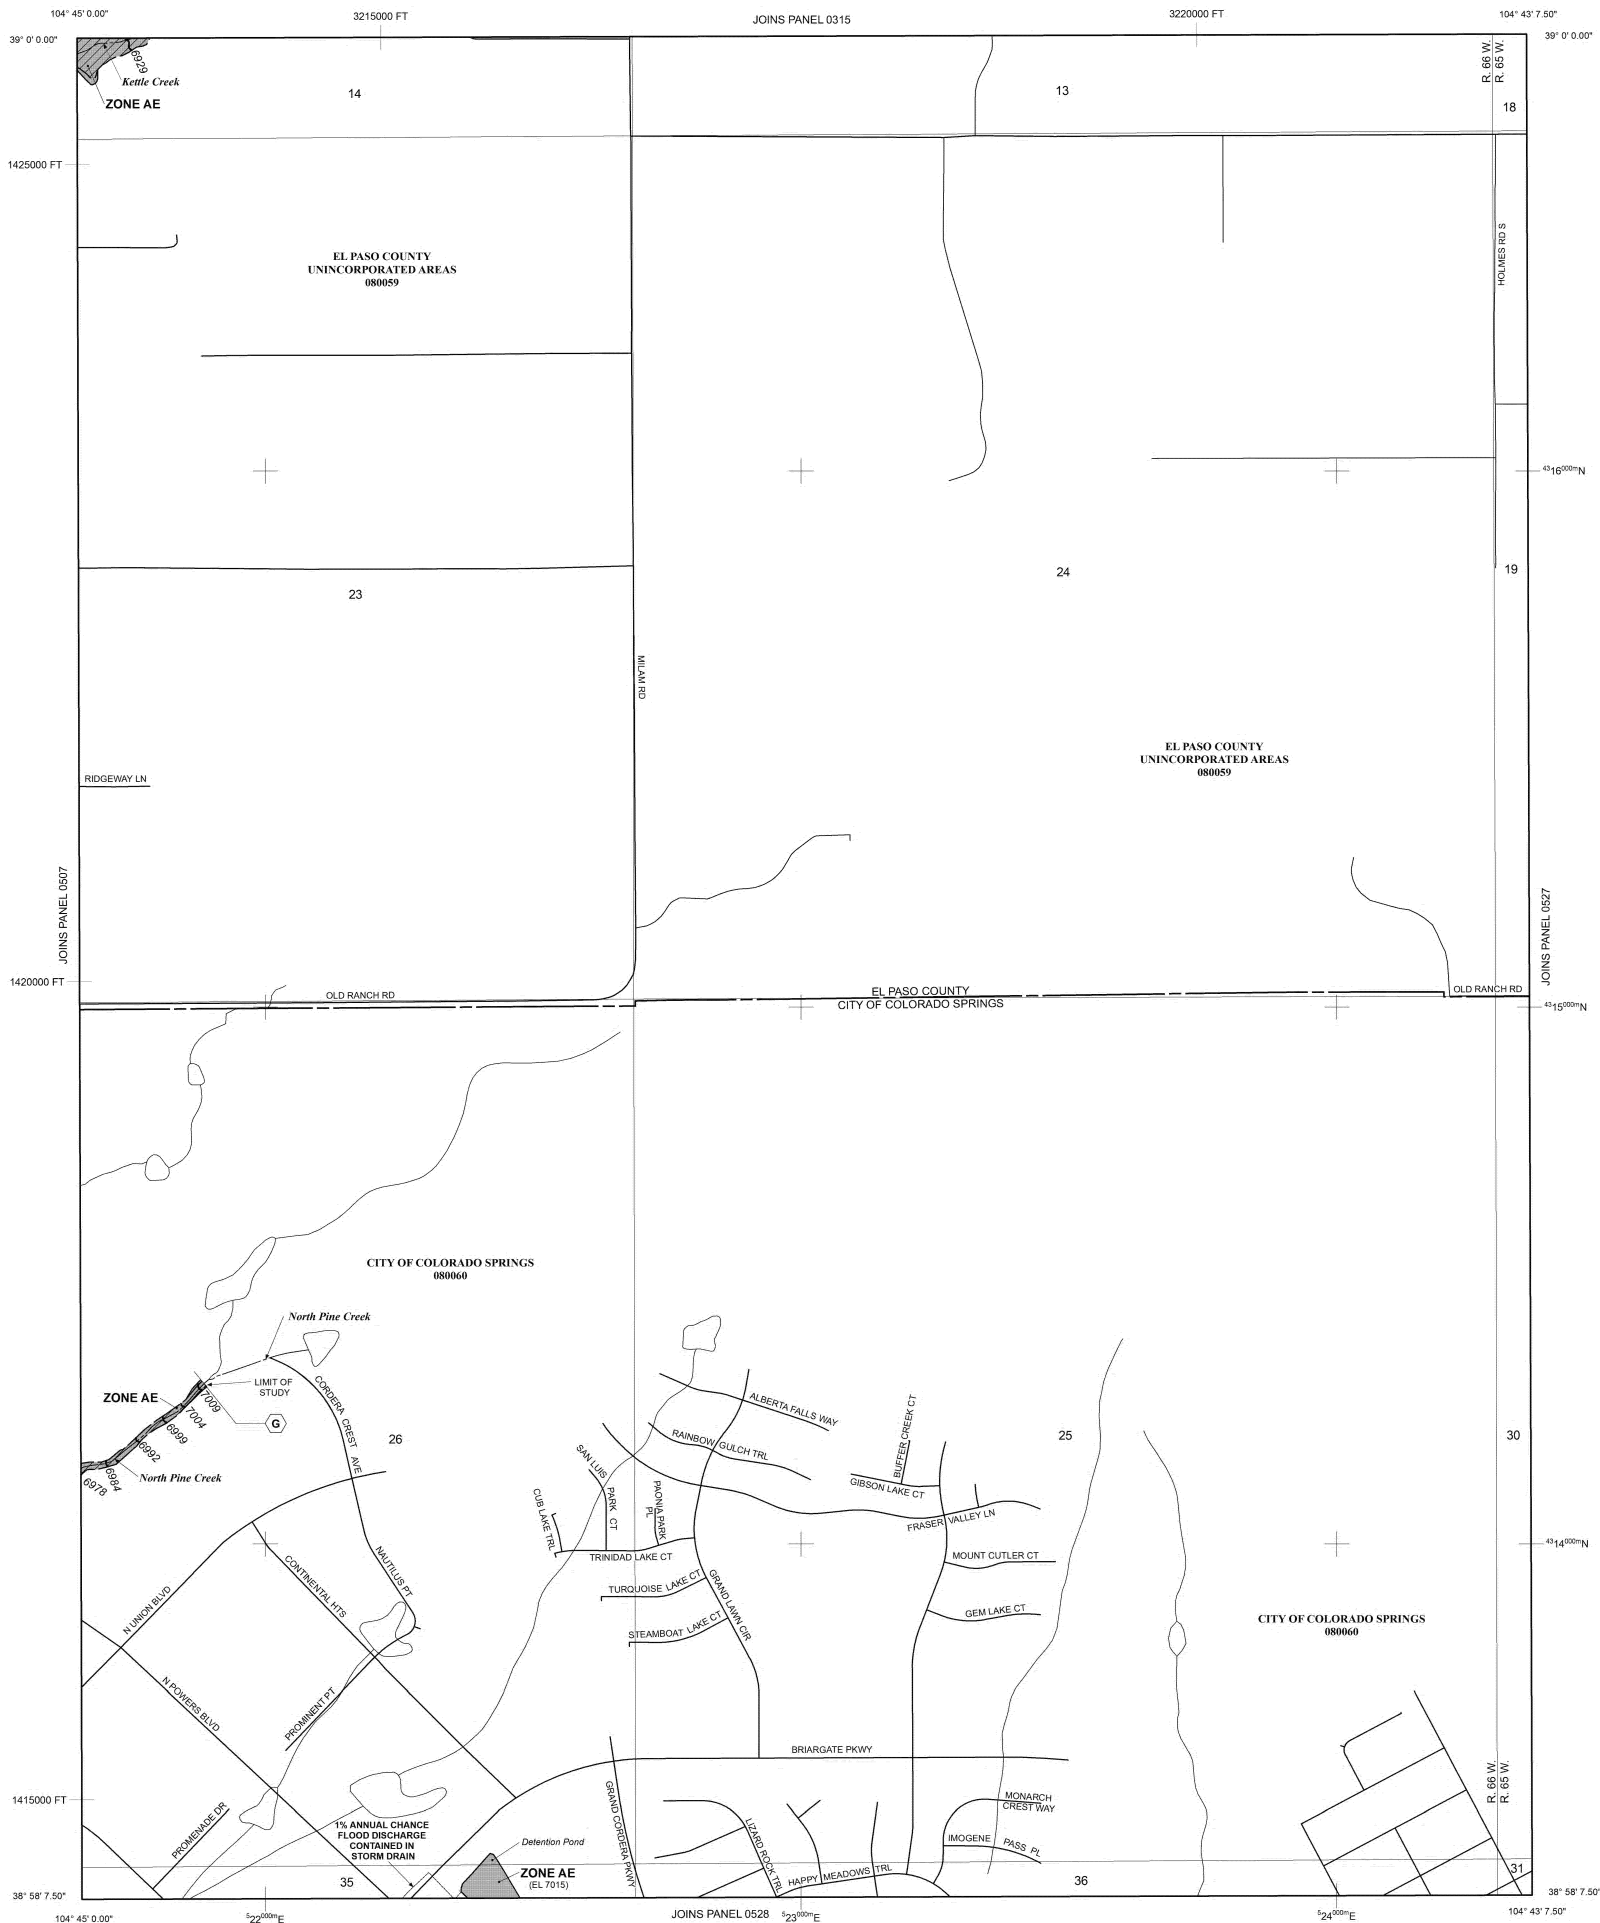 104° 45' 0.00"
3215000 FT
JOINS PANEL 0315
3220000 FT
104° 43' 7.50"
39° 0' 0.00"
39° 0' 0.00"
6929
Kettle Creek
ZONE AE
14
13
R. 66 W.
R. 65 W.
18
1425000 FT
EL PASO COUNTY
UNINCORPORATED AREAS
080059
HOLMES RD S
4316000mN
23
24
19
MILAM RD
EL PASO COUNTY
UNINCORPORATED AREAS
080059
RIDGEWAY LN
JOINS PANEL 0507
JOINS PANEL 0527
1420000 FT
OLD RANCH RD
EL PASO COUNTY
CITY OF COLORADO SPRINGS
OLD RANCH RD
4315000mN
CITY OF COLORADO SPRINGS
080060
North Pine Creek
LIMIT OF
STUDY
ZONE AE
7009
7004
6999
6992
6984
6978
G
North Pine Creek
CORDERA CREST AVE
26
25
30
ALBERTA FALLS WAY
RAINBOW GULCH TRL
BUFFER CREEK CT
GIBSON LAKE CT
SAN LUIS PARK CT
PAONIA PARK PL
CUB LAKE TRL
FRASER VALLEY LN
TRINIDAD LAKE CT
MOUNT CUTLER CT
4314000mN
NAUTILUS PT
CONTINENTAL HTS
N UNION BLVD
TURQUOISE LAKE CT
GRAND LAWN CIR
STEAMBOAT LAKE CT
GEM LAKE CT
CITY OF COLORADO SPRINGS
080060
N POWERS BLVD
PROMINENT PT
BRIARGATE PKWY
R. 66 W.
R. 65 W.
1415000 FT
PROMENADE DR
1% ANNUAL CHANCE
FLOOD DISCHARGE
CONTAINED IN
STORM DRAIN
GRAND CORDERA PKWY
LIZARD ROCK TRL
MONARCH
CREST WAY
IMOGENE PASS PL
Detention Pond
ZONE AE
(EL 7015)
HAPPY MEADOWS TRL
35
36
31
38° 58' 7.50"
38° 58' 7.50"
104° 45' 0.00"
522000mE
JOINS PANEL 0528
523000mE
524000mE
104° 43' 7.50"